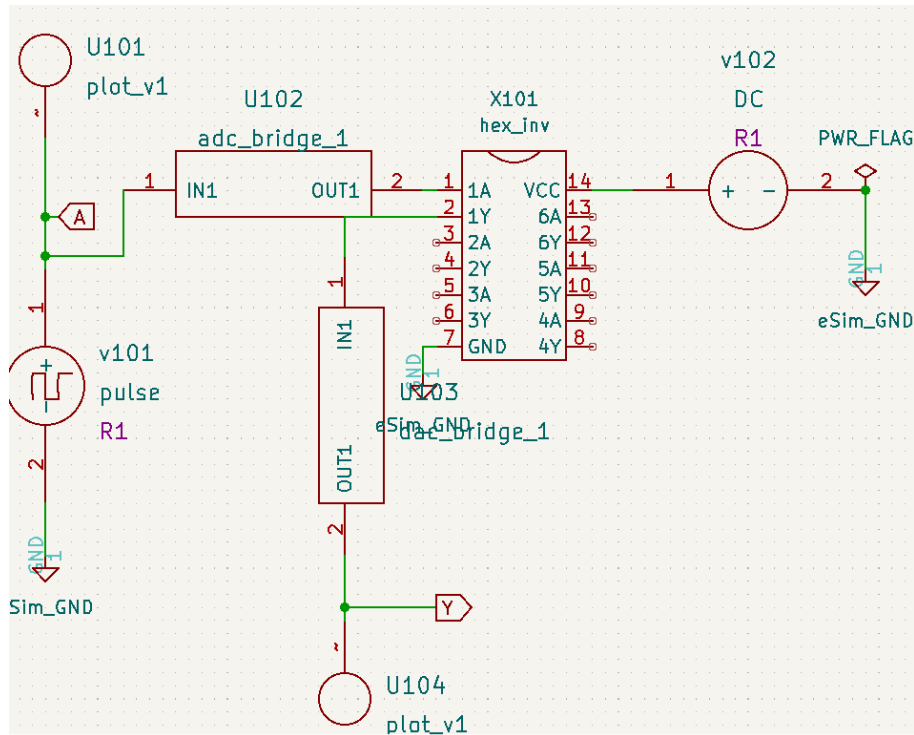 U101
plot_v1
~
U102
adc_bridge_1
1
IN1
OUT1
2
A
X101
hex_inv
1
1A
VCC
14
2
1Y
6A
13
3
2A
6Y
12
4
2Y
5A
11
5
3A
5Y
10
6
3Y
4A
9
7
GND
4Y
8
v102
DC
R1
1
+
-
2
PWR_FLAG
GND
1
eSim_GND
1
v101
+
-
pulse
R1
2
GND
1
Sim_GND
1
IN1
OUT1
2
GND
1
U103
eSim_GND
dac_bridge_1
Y
~
U104
plot_v1